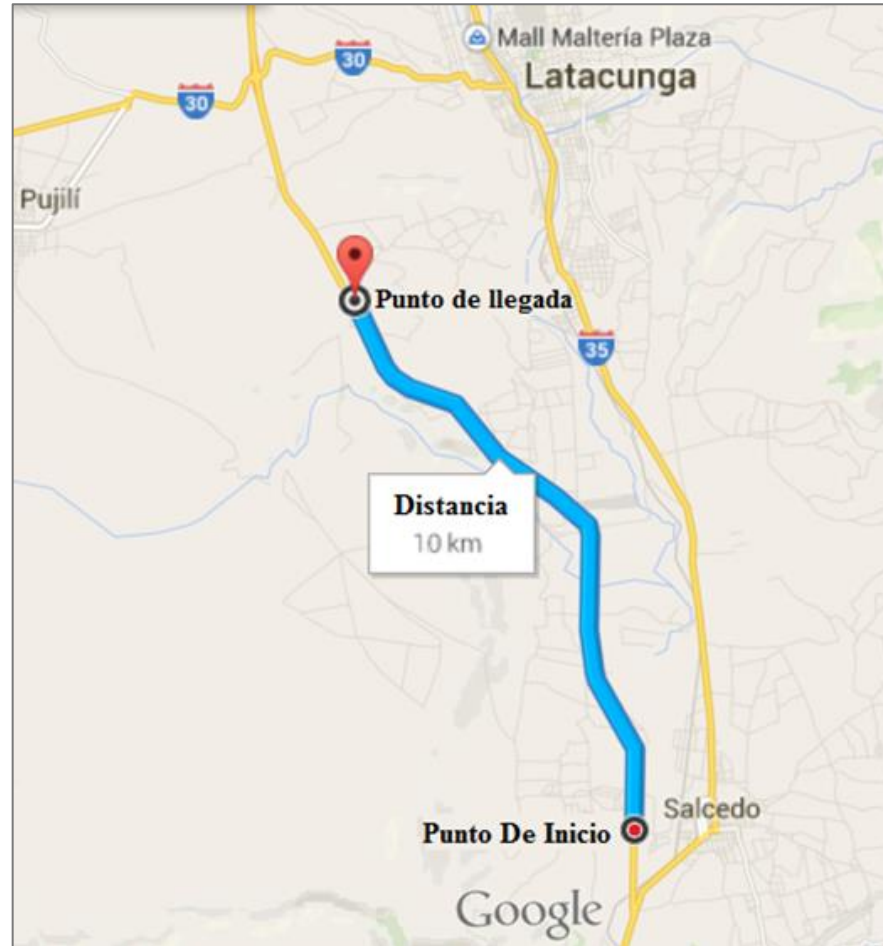 Mall Maltería Plaza
Latacunga
30
30
Pujilí
Punto de llegada
35
Distancia
10 km
Salcedo
Punto De Inicio
Google